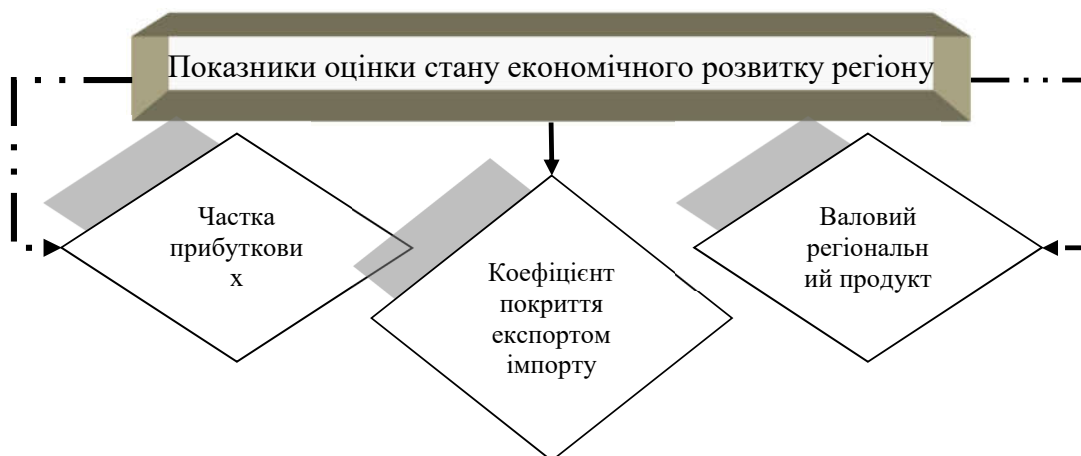 Показники оцінки стану економічного розвитку регіону
Частка
прибуткови
х
Коефіцієнт
покриття
експортом
імпорту
Валовий
регіональн
ий продукт